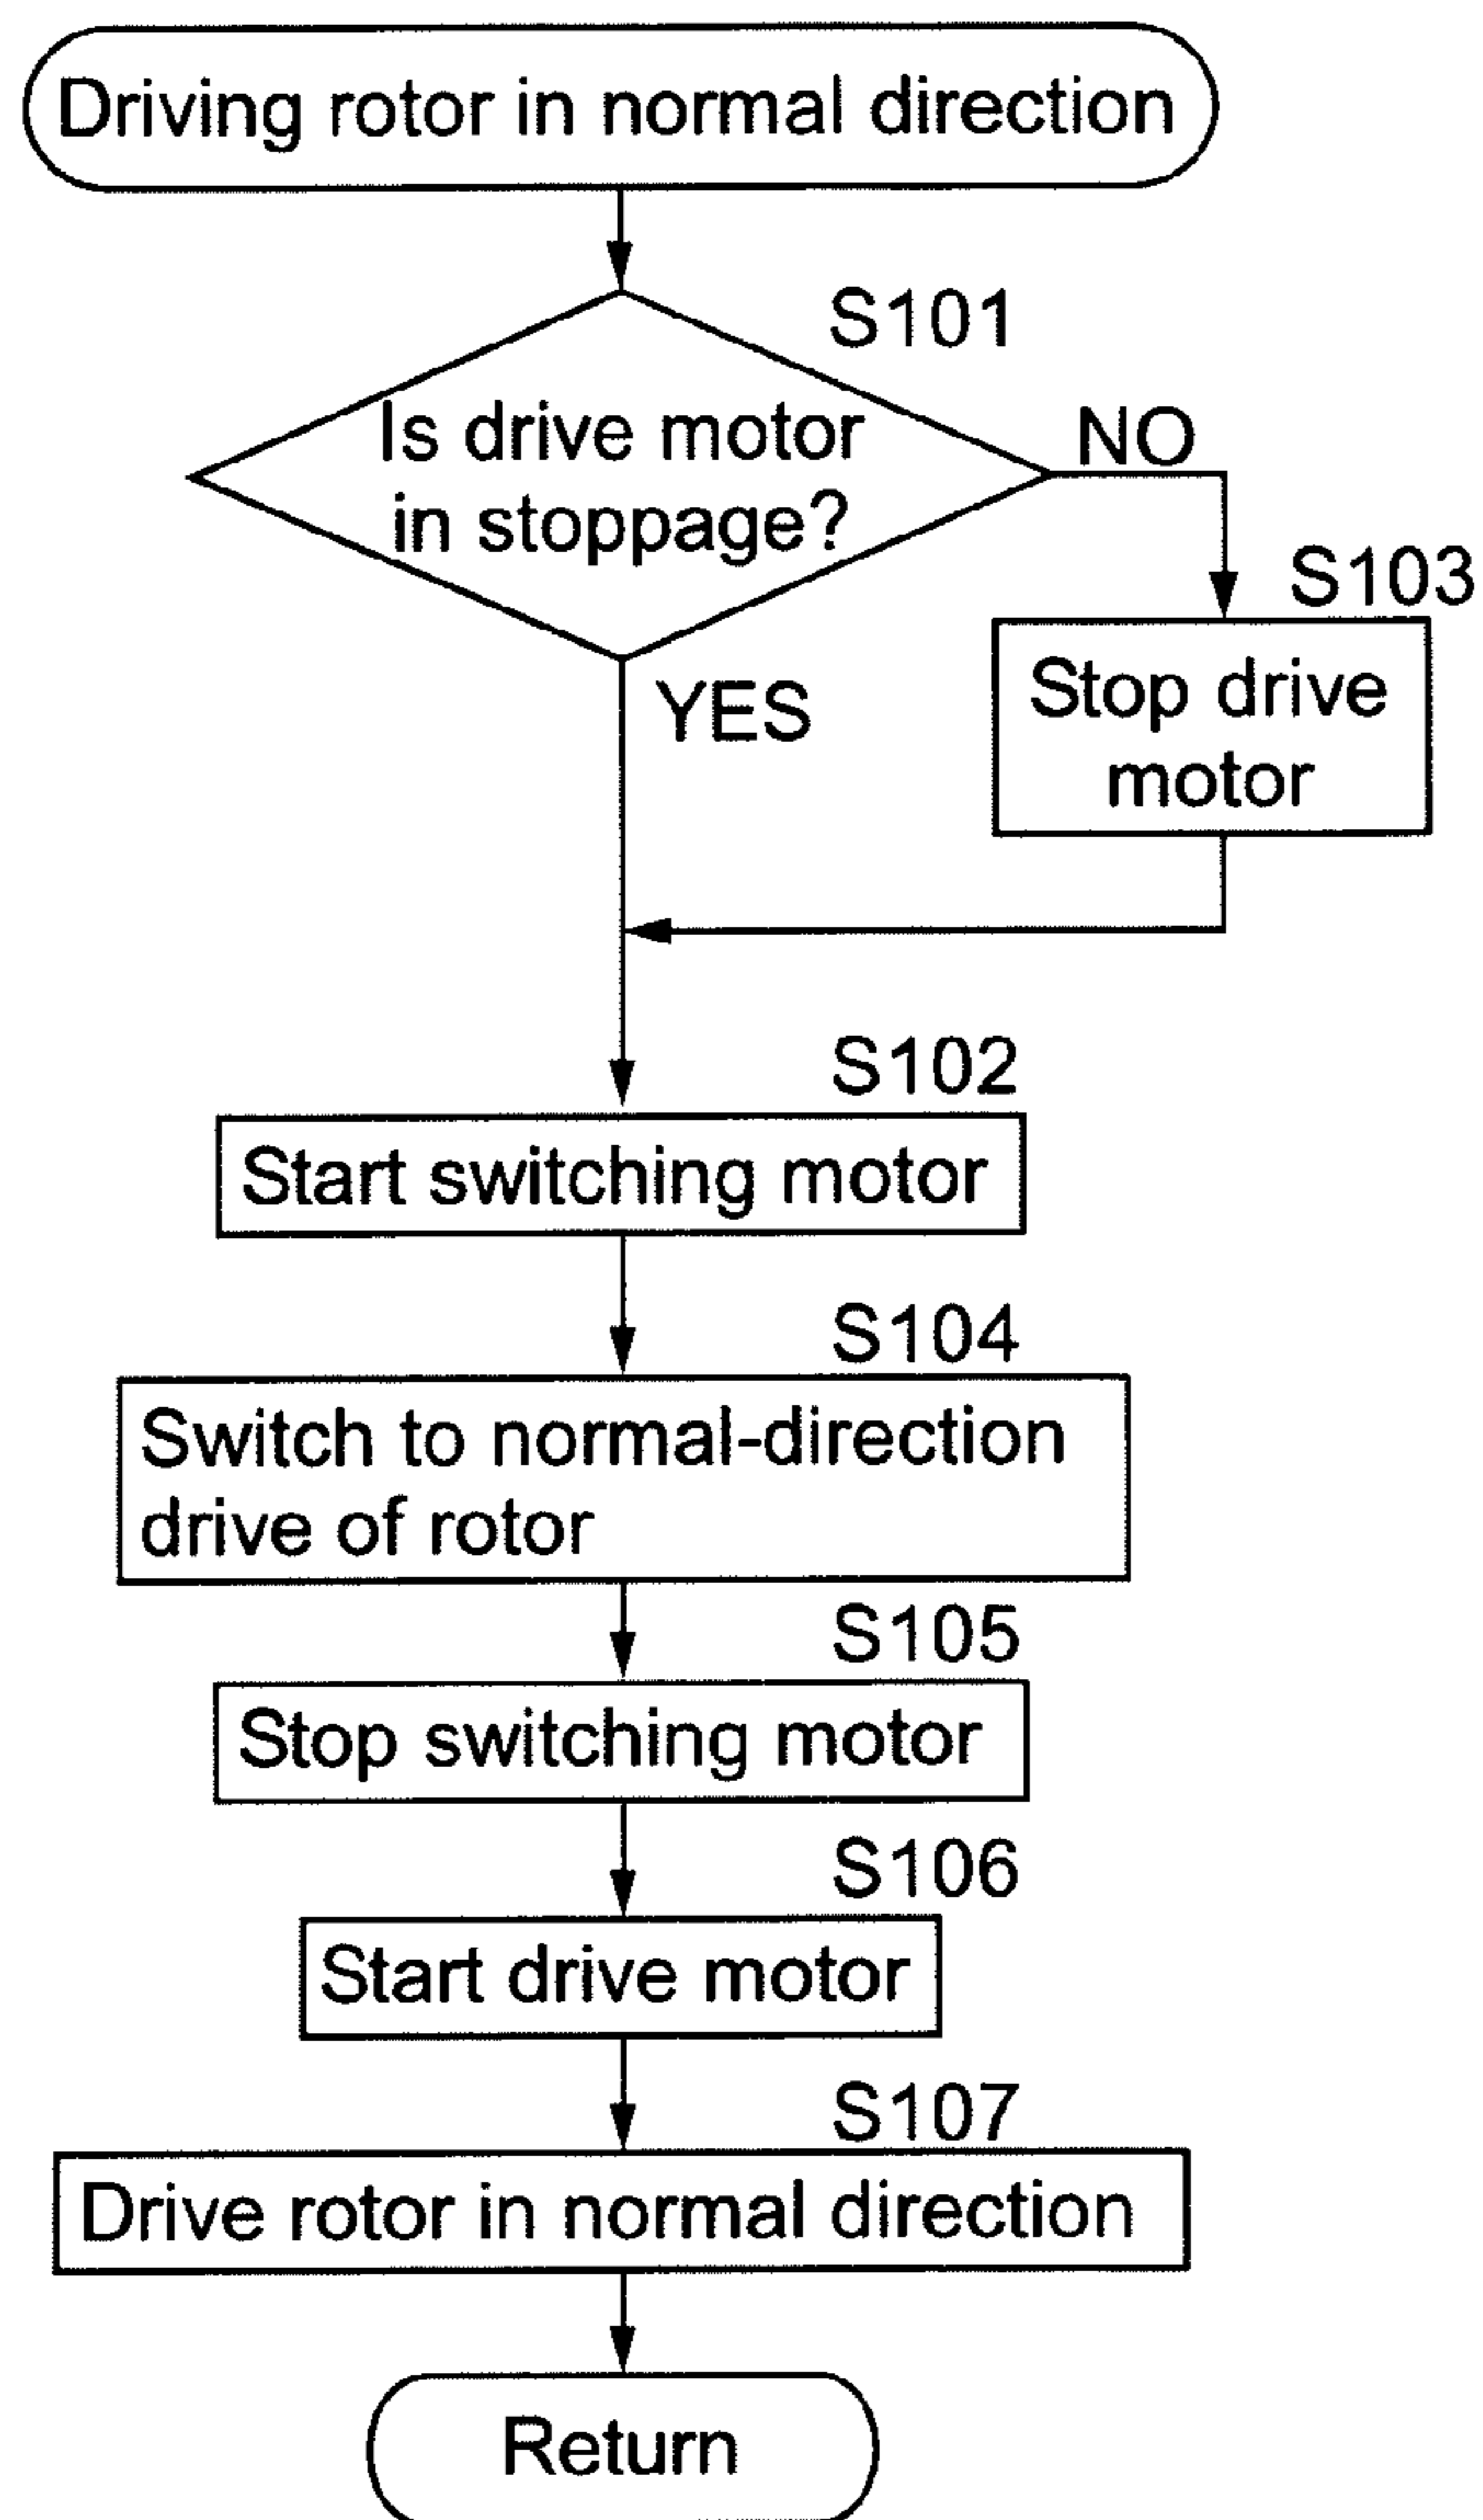 Driving rotor in normal direction
S101
Is drive motor
in stoppage?
NO
S103
Stop drive
motor
YES
S102
Start switching motor
S104
Switch to normal-direction
drive of rotor
S105
Stop switching motor
S106
Start drive motor
S107
Drive rotor in normal direction
Return